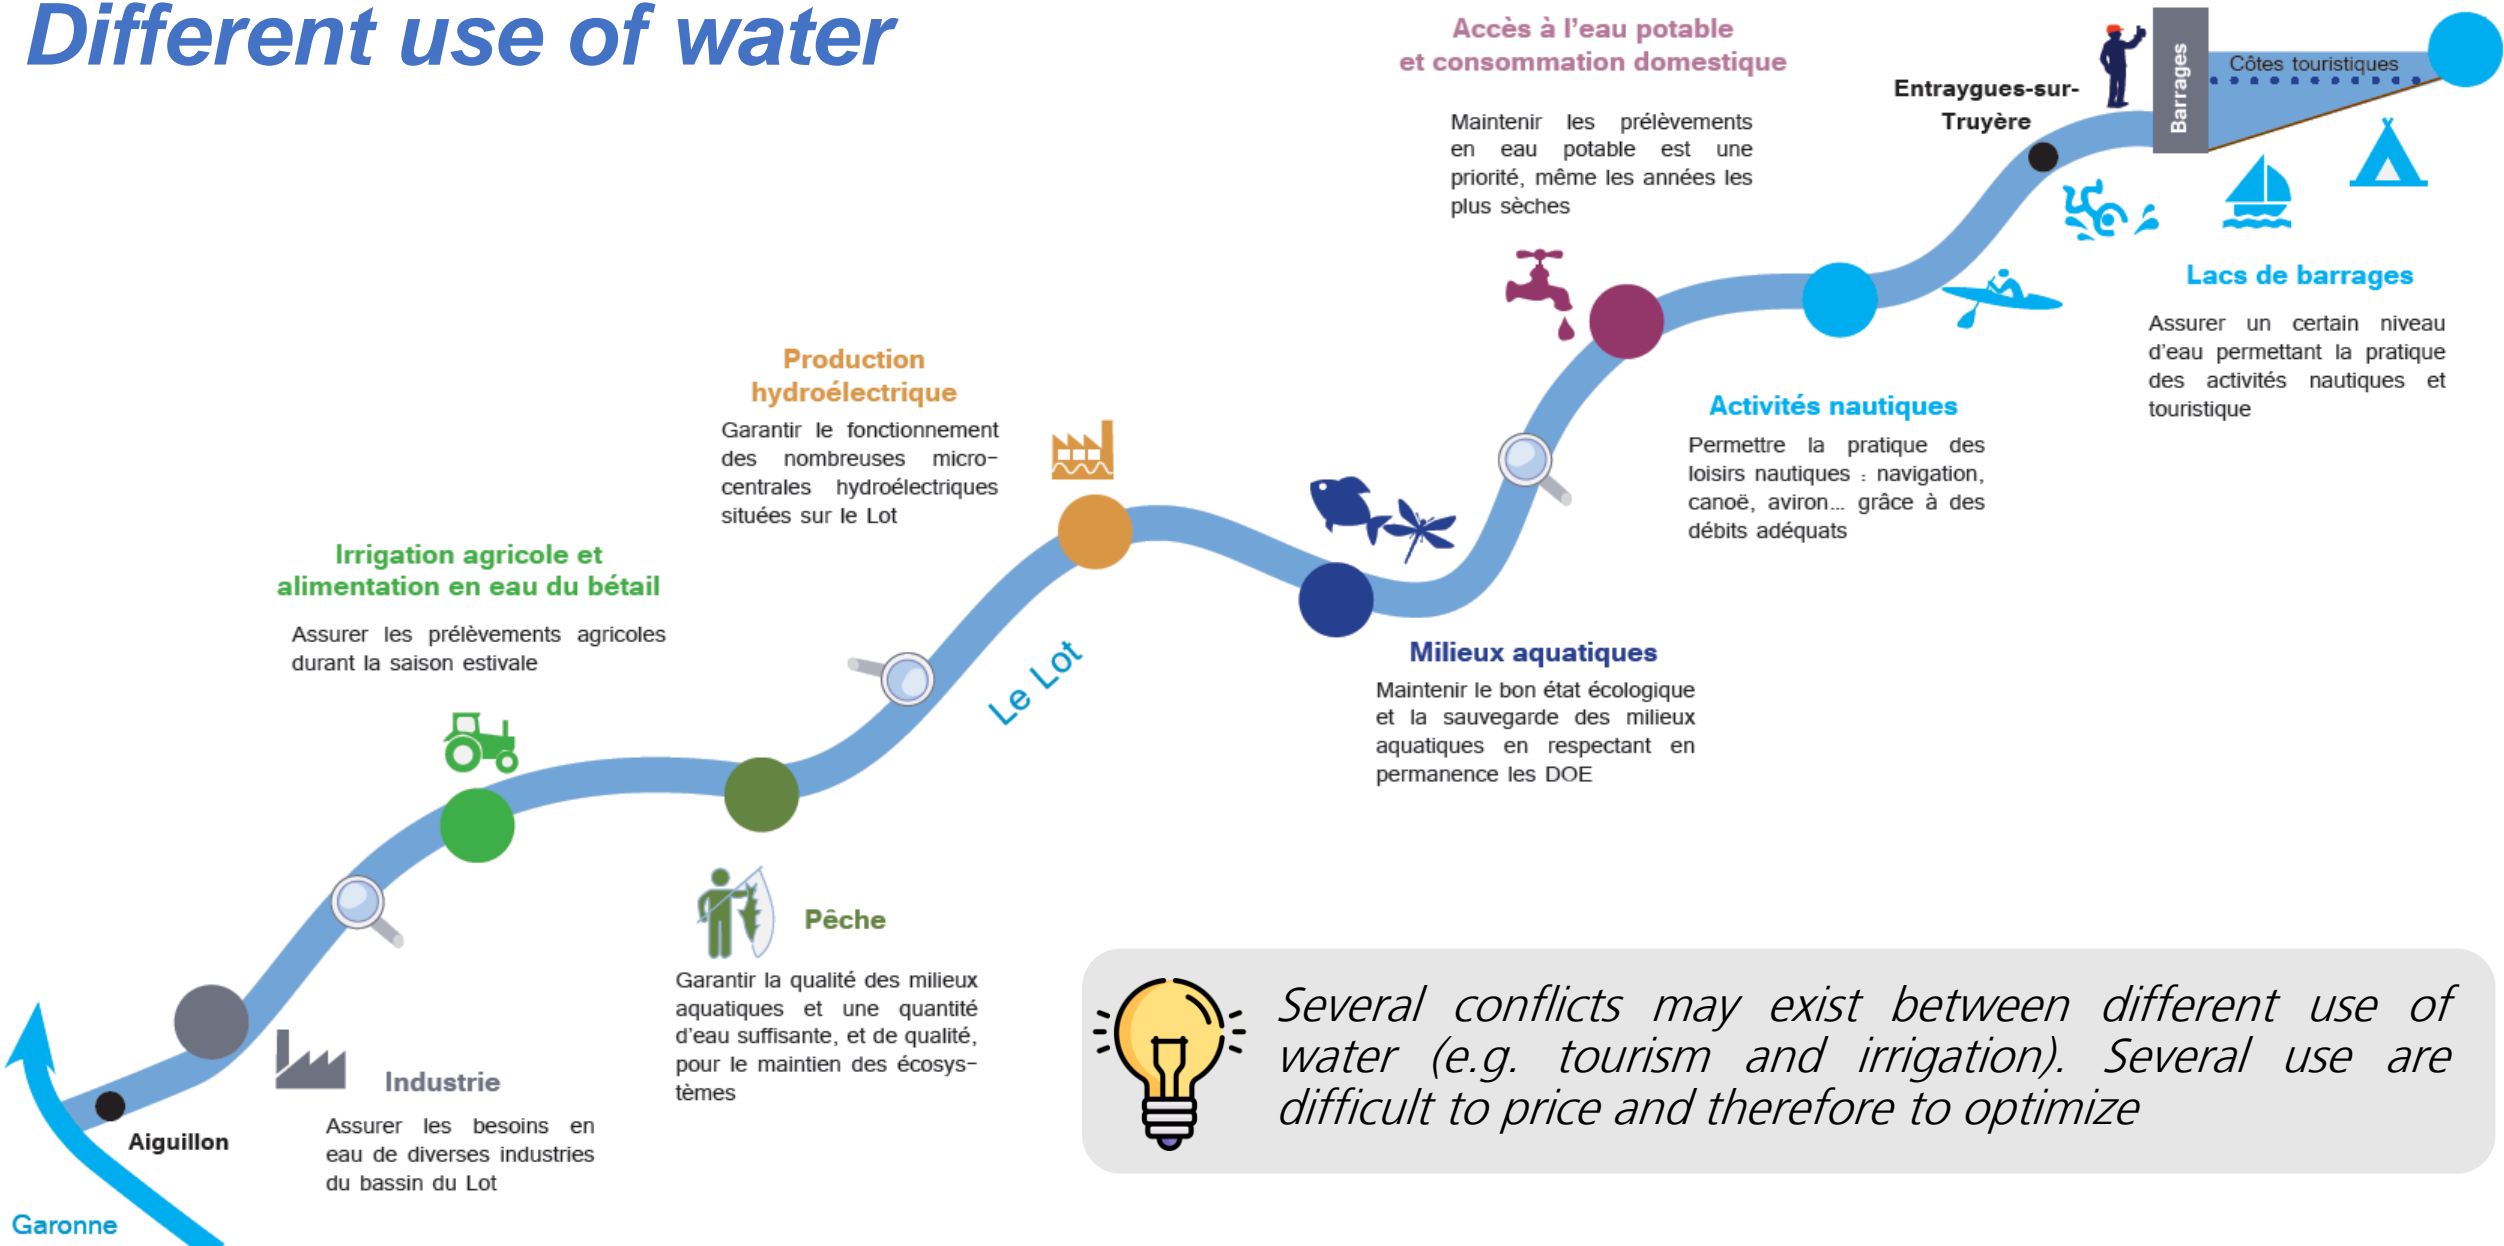 Different use of water
Accès à l'eau potable
et consommation domestique
Maintenir les prélèvements
en eau potable est une
priorité, même les années les
plus sèches
Entraygues-sur-
Truyère
Barrages
Côtes touristiques
Lacs de barrages
Assurer un certain niveau
d'eau permettant la pratique
des activités nautiques et
touristique
Activités nautiques
Permettre la pratique des
loisirs nautiques : navigation,
canoë, aviron... grâce à des
débits adéquats
Production
hydroélectrique
Garantir le fonctionnement
des nombreuses micro-
centrales hydroélectriques
situées sur le Lot
Milieux aquatiques
Maintenir le bon état écologique
et la sauvegarde des milieux
aquatiques en respectant en
permanence les DOE
Le Lot
Irrigation agricole et
alimentation en eau du bétail
Assurer les prélèvements agricoles
durant la saison estivale
Pêche
Garantir la qualité des milieux
aquatiques et une quantité
d'eau suffisante, et de qualité,
pour le maintien des écosys-
tèmes
Industrie
Assurer les besoins en
eau de diverses industries
du bassin du Lot
Aiguillon
Garonne
Several conflicts may exist between different use of
water (e.g. tourism and irrigation). Several use are
difficult to price and therefore to optimize